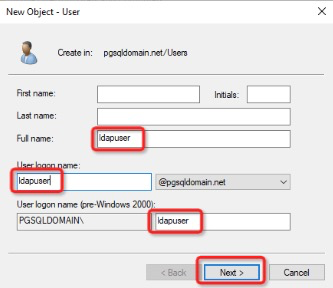 New Object - User
Create in: pgsqldomain.net/Users
First name:
Initials:
Last name:
Full name: ldapuser
User logon name:
ldapuser @pgsqldomain.net
User logon name (pre-Windows 2000):
PGSQLDOMAIN\ ldapuser
< Back Next > Cancel